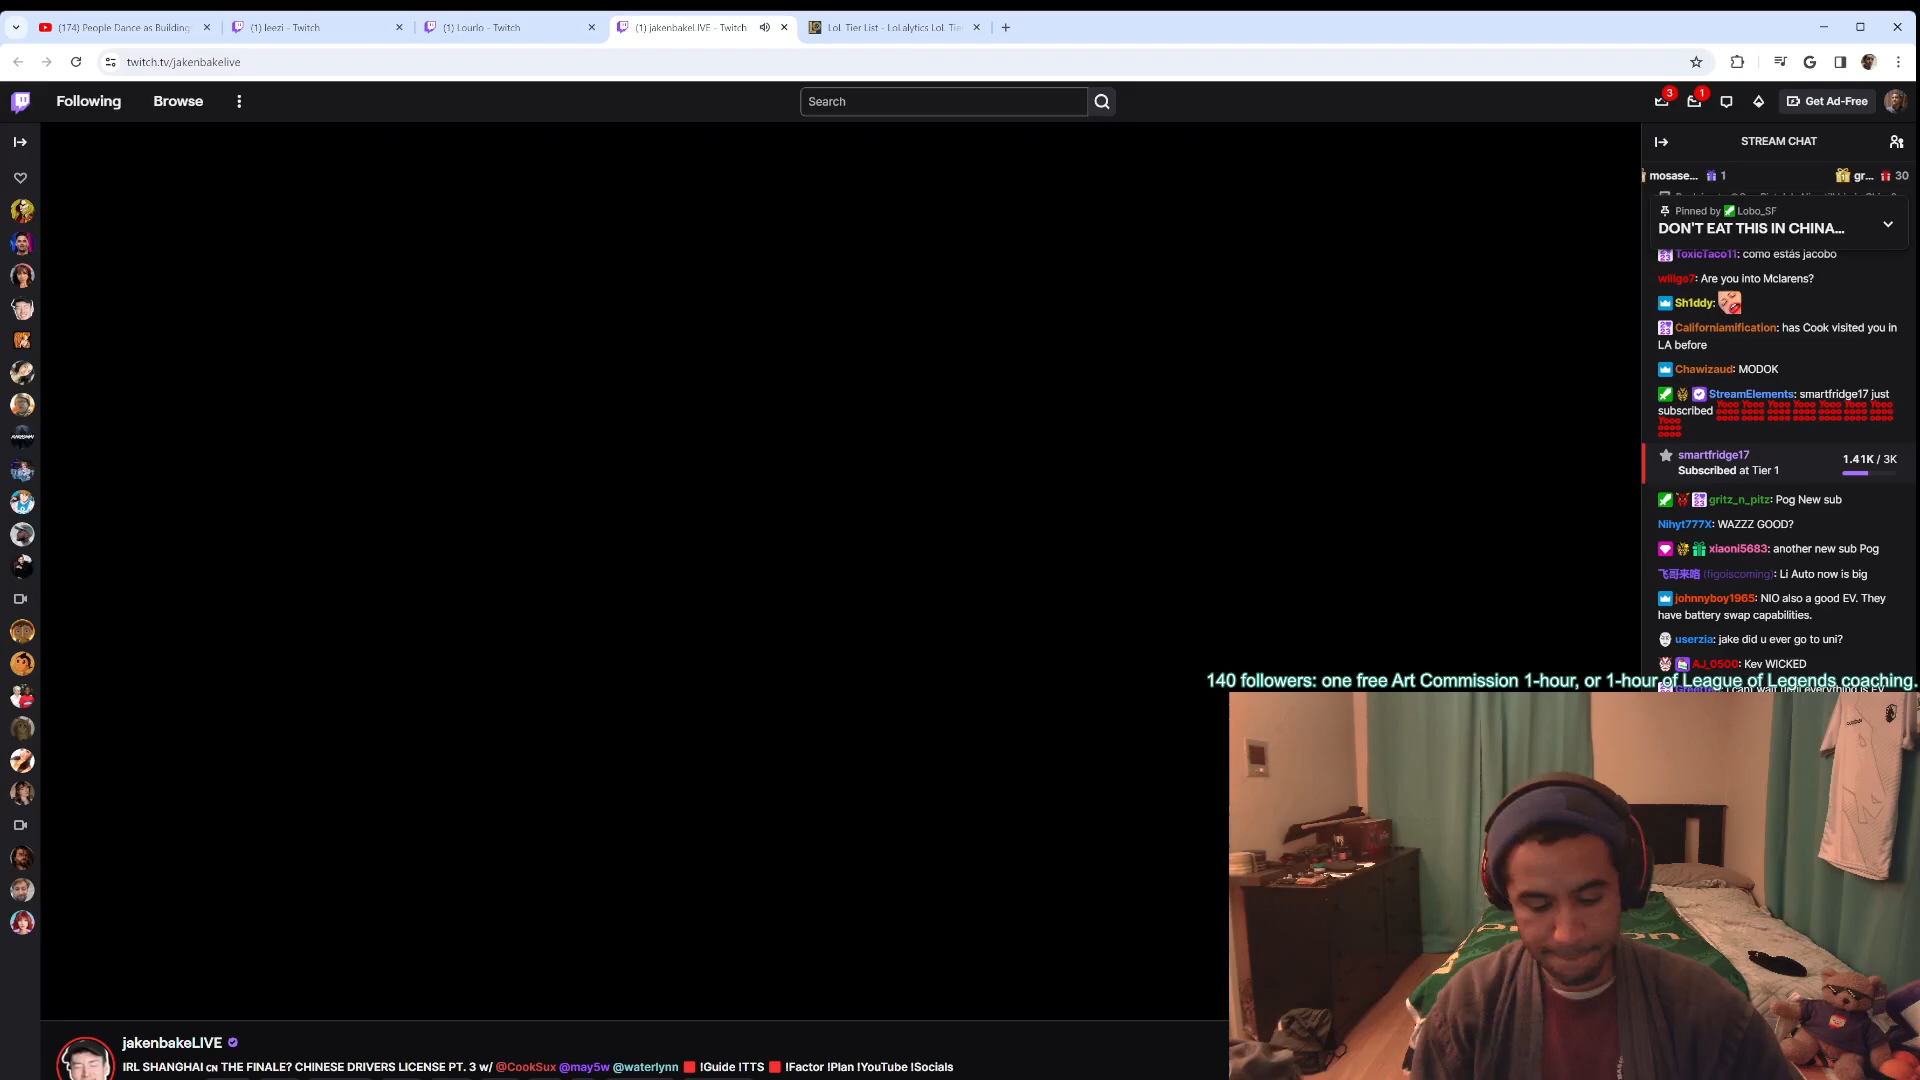 (174) People Dance as Building
(1) leezi - Twitch
(1) Lourlo - Twitch
(1) jakenbakeLIVE - Twitch
LoL Tier List - LoLalytics LoL Tie
twitch.tv/jakenbakelive
Following
Browse
Search
3
1
Get Ad-Free
STREAM CHAT
mosase... 1
gr... 30
Pinned by Lobo_SF
DON'T EAT THIS IN CHINA...
ToxicTaco11: como estás jacobo
willgo7: Are you into Mclarens?
Sh1ddy:
Californiamification: has Cook visited you in
LA before
Chawizaud: MODOK
StreamElements: smartfridge17 just
subscribed
smartfridge17
Subscribed at Tier 1
1.41K / 3K
gritz_n_pitz: Pog New sub
Nihyt777X: WAZZZ GOOD?
xiaoni5683: another new sub Pog
飞哥来咯 (figoiscoming): Li Auto now is big
johnnyboy1965: NIO also a good EV. They
have battery swap capabilities.
userzia: jake did u ever go to uni?
AJ_0500: Kev WICKED
140 followers: one free Art Commission 1-hour, or 1-hour of League of Legends coaching.
jakenbakeLIVE
IRL SHANGHAI CN THE FINALE? CHINESE DRIVERS LICENSE PT. 3 w/ @CookSux @may5w @waterlynn 🟥 !Guide !TTS 🟥 !Factor !Plan !YouTube !Socials